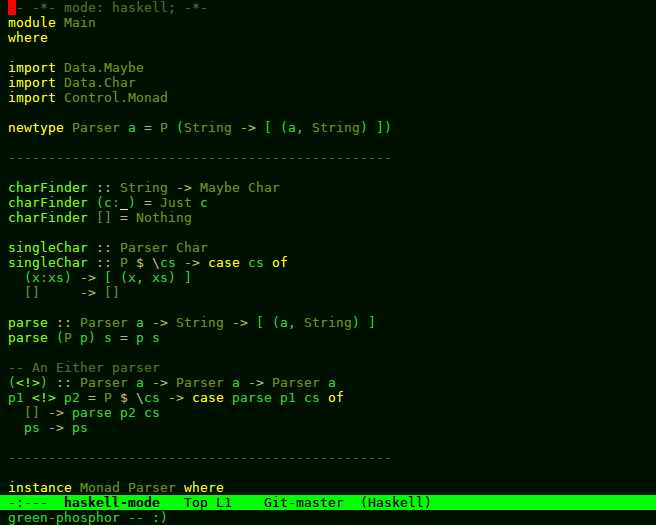 -- -*- mode: haskell; -*-
module Main
where
import Data.Maybe
import Data.Char
import Control.Monad
newtype Parser a = P (String -> [ (a, String) ])
------------------------------------------------
charFinder :: String -> Maybe Char
charFinder (c:_) = Just c
charFinder [] = Nothing
singleChar :: Parser Char
singleChar :: P $ \cs -> case cs of
  (x:xs) -> [ (x, xs) ]
  []     -> []
parse :: Parser a -> String -> [ (a, String) ]
parse (P p) s = p s
-- An Either parser
(<!>) :: Parser a -> Parser a -> Parser a
p1 <!> p2 = P $ \cs -> case parse p1 cs of
  [] -> parse p2 cs
  ps -> ps
------------------------------------------------
instance Monad Parser where
-:---  haskell-mode   Top L1    Git-master  (Haskell)
green-phosphor -- :)